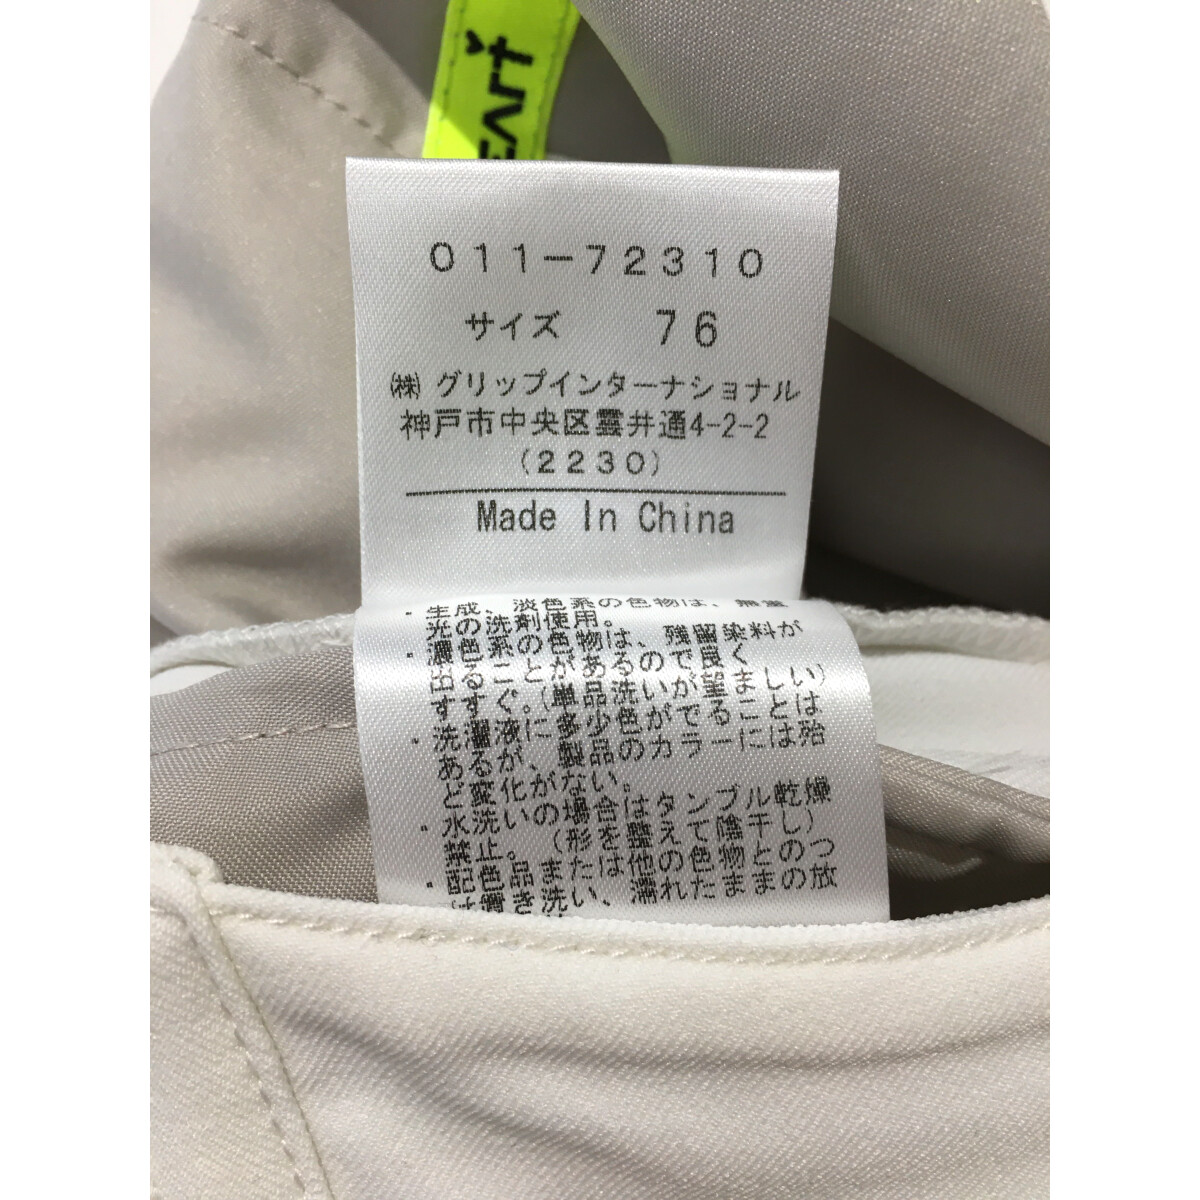 EArt
011-72310
サイズ 76
㈱グリップインターナショナル
神戸市中央区雲井通4-2-2
(2230)
Made In China
・生成、淡色系の色物は、無蛍
光の洗剤使用。
・濃色系の色物は、残留染料が
出ることがあるので良く
すすぐ。(単品洗いが望ましい)
・洗濯液に多少色がでることは
あるが、製品のカラーには殆
ど変化がない。
・水洗いの場合はタンブル乾燥
禁止。(形を整えて陰干し)
・配色品または他の色物とのつ
け置き洗い、濡れたままの放